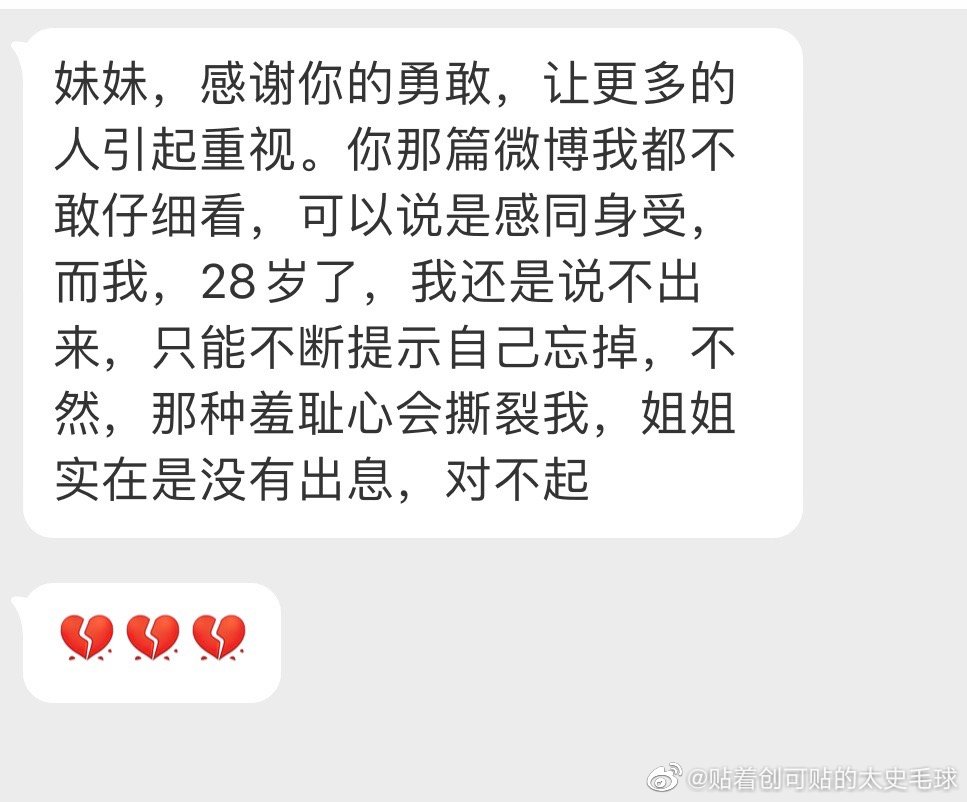 妹妹，感谢你的勇敢，让更多的
人引起重视。你那篇微博我都不
敢仔细看，可以说是感同身受，
而我，28岁了，我还是说不出
来，只能不断提示自己忘掉，不
然，那种羞耻心会撕裂我，姐姐
实在是没有出息，对不起
💔💔💔
@贴着创可贴的太史毛球